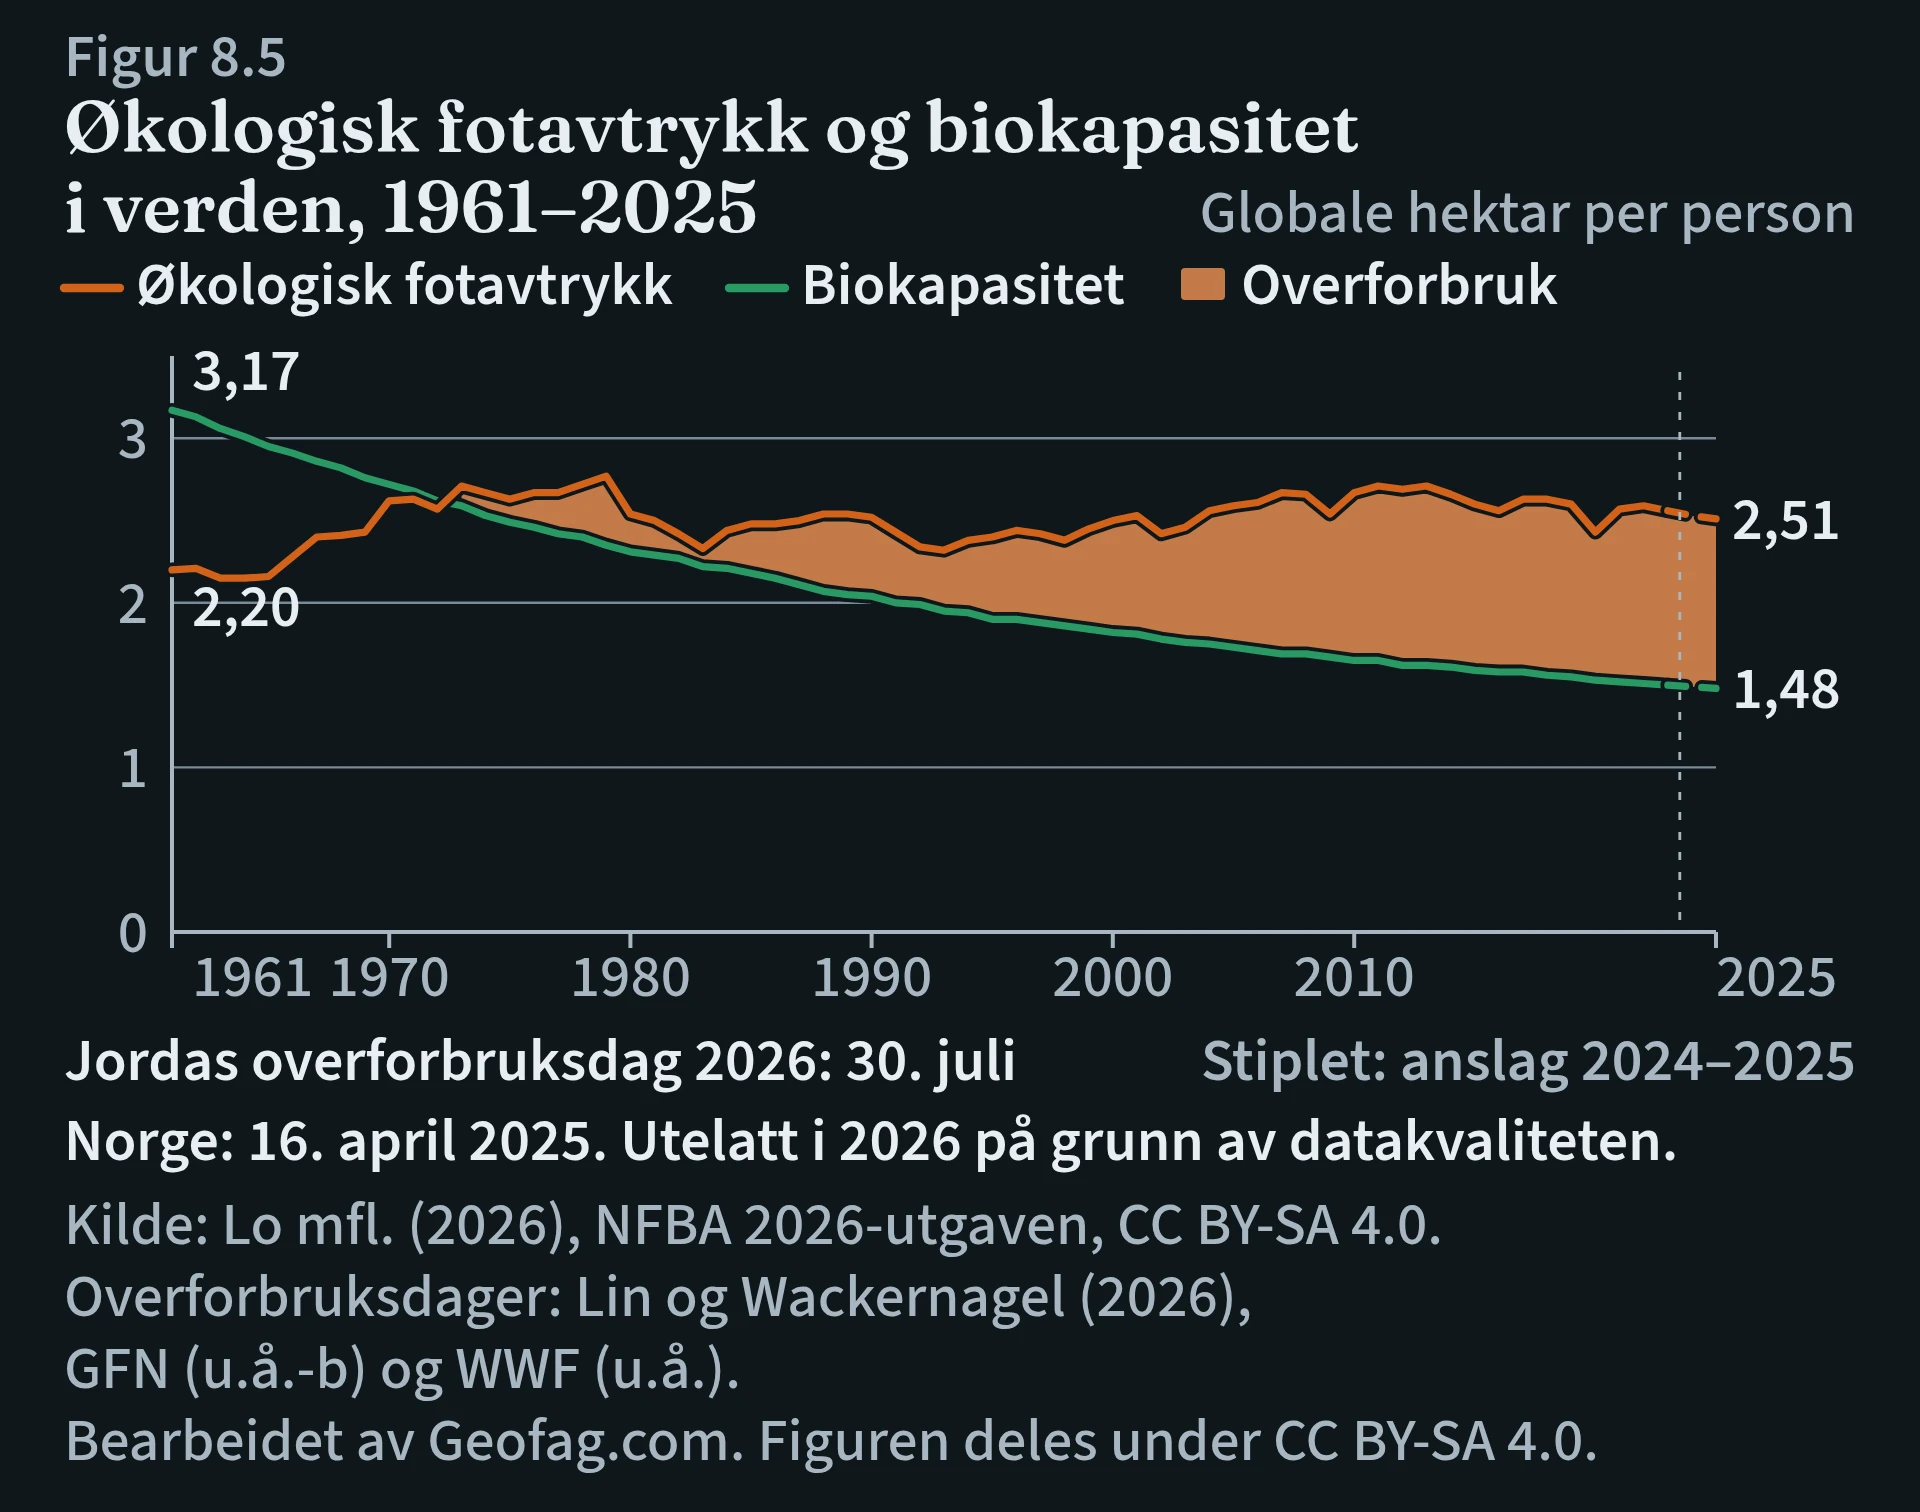 Figur 8.5
Økologisk fotavtrykk og biokapasitet
i verden, 1961–2025
Globale hektar per person
Økologisk fotavtrykk
Biokapasitet
Overforbruk
3,17
3
2,51
2
2,20
1,48
1
0
1961 1970 1980 1990 2000 2010 2025
Jordas overforbruksdag 2026: 30. juli
Stiplet: anslag 2024–2025
Norge: 16. april 2025. Utelatt i 2026 på grunn av datakvaliteten.
Kilde: Lo mfl. (2026), NFBA 2026-utgaven, CC BY-SA 4.0.
Overforbruksdager: Lin og Wackernagel (2026),
GFN (u.å.-b) og WWF (u.å.).
Bearbeidet av Geofag.com. Figuren deles under CC BY-SA 4.0.